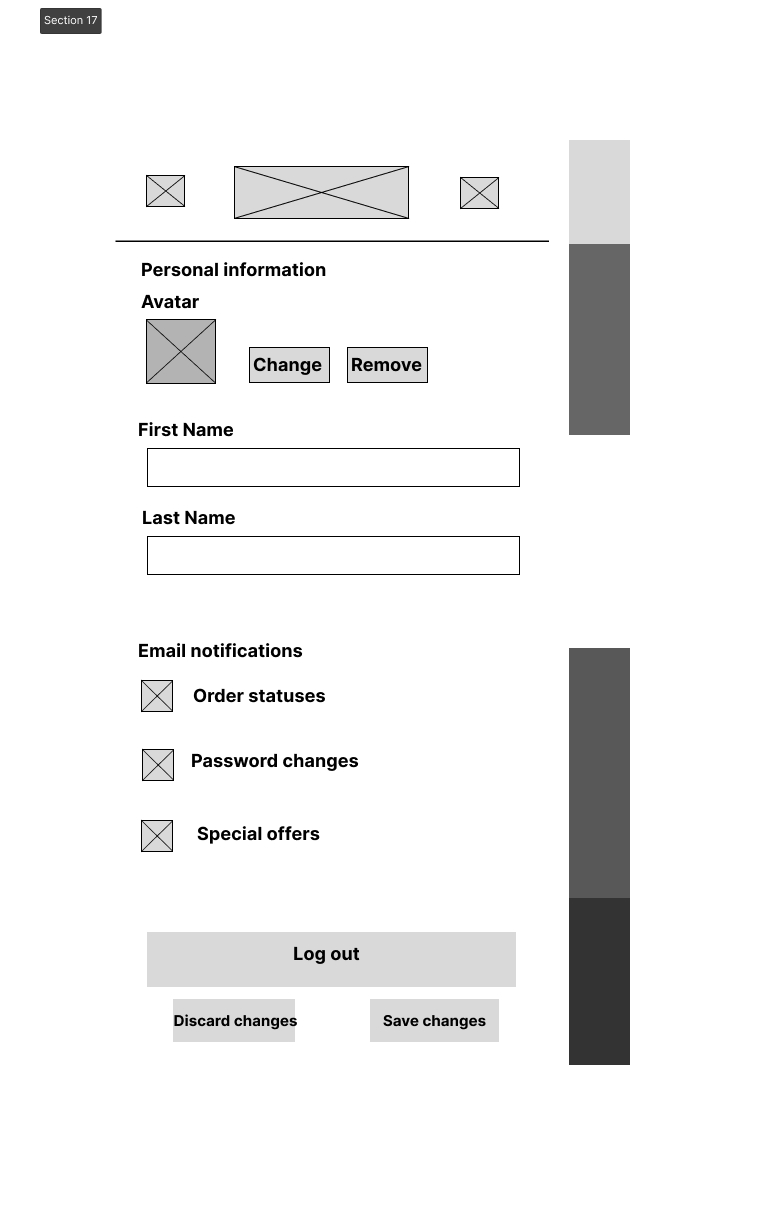 Section 17
Personal information
Avatar
Change Remove
First Name
Last Name
Email notifications
Order statuses
Password changes
Special offers
Log out
Discard changes Save changes